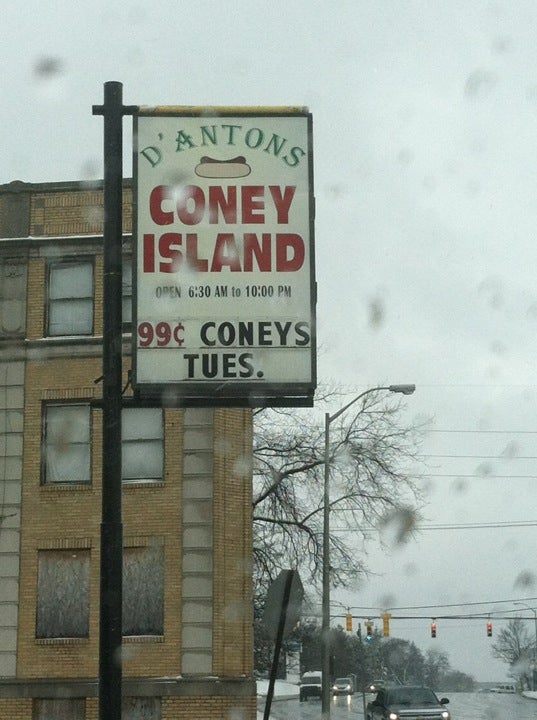 D'ANTONS
CONEY
ISLAND
OPEN 6:30 AM to 10:00 PM
99¢ CONEYS
TUES.